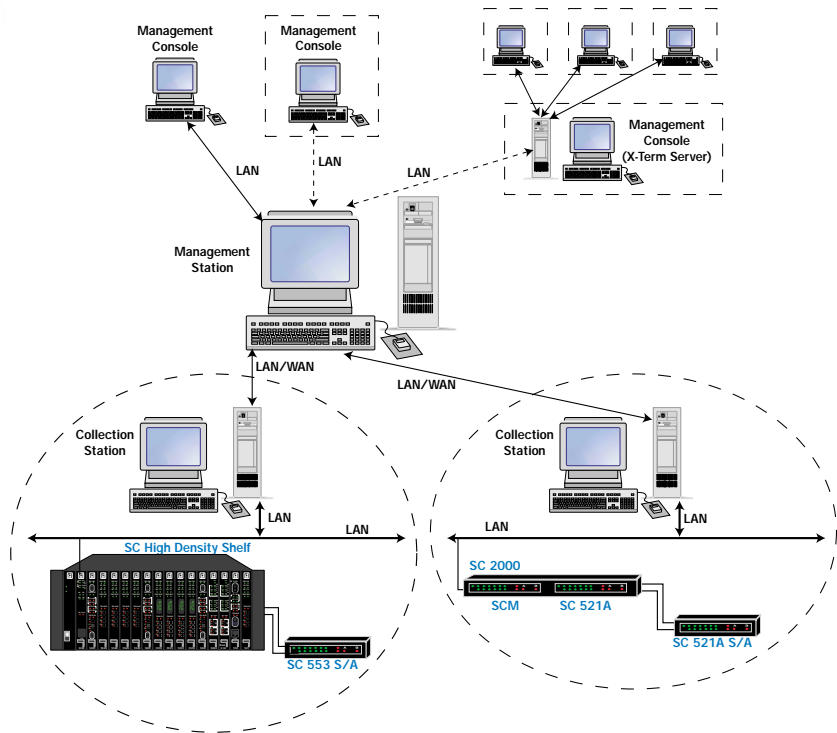 Management
Console
Management
Console
Management
Console
(X-Term Server)
LAN
LAN
LAN
Management
Station
LAN/WAN
LAN/WAN
Collection
Station
Collection
Station
LAN
LAN
LAN
LAN
SC High Density Shelf
SC 2000
SCM
SC 521A
SC 553 S/A
SC 521A S/A